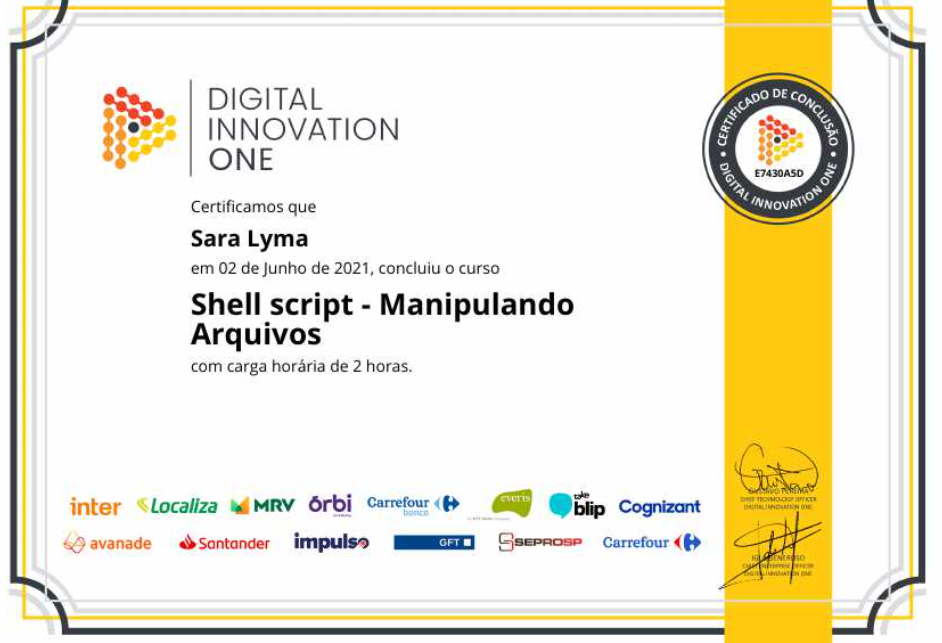 DIGITAL
INNOVATION
ONE
CERTIFICADO DE CONCLUSÃO
E7430A5D
DIGITAL INNOVATION ONE
Certificamos que
Sara Lyma
em 02 de Junho de 2021, concluiu o curso
Shell script - Manipulando
Arquivos
com carga horária de 2 horas.
GUSTAVO PEREIRA
CHIEF TECHNOLOGY OFFICER
DIGITAL INNOVATION ONE
inter Localiza MRV órbi Carrefour banco everis take blip Cognizant
avanade Santander impulso GFT SEPROSP Carrefour
GENEROSO
OFFICER
DIGITAL INNOVATION ONE